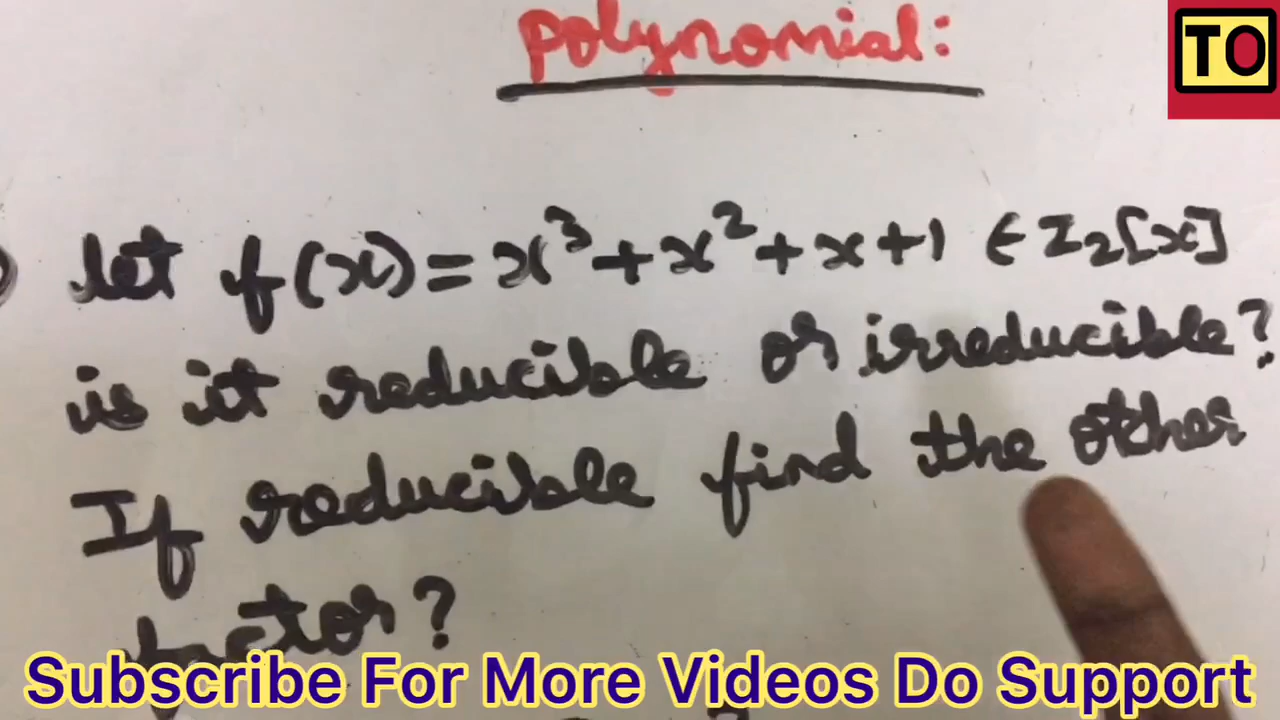 polynomial:
TO
let f(x) = x³ + x² + x + 1 ∈ Z₂[x]
is it reducible or irreducible?
If reducible find the other
factor?
Subscribe For More Videos Do Support